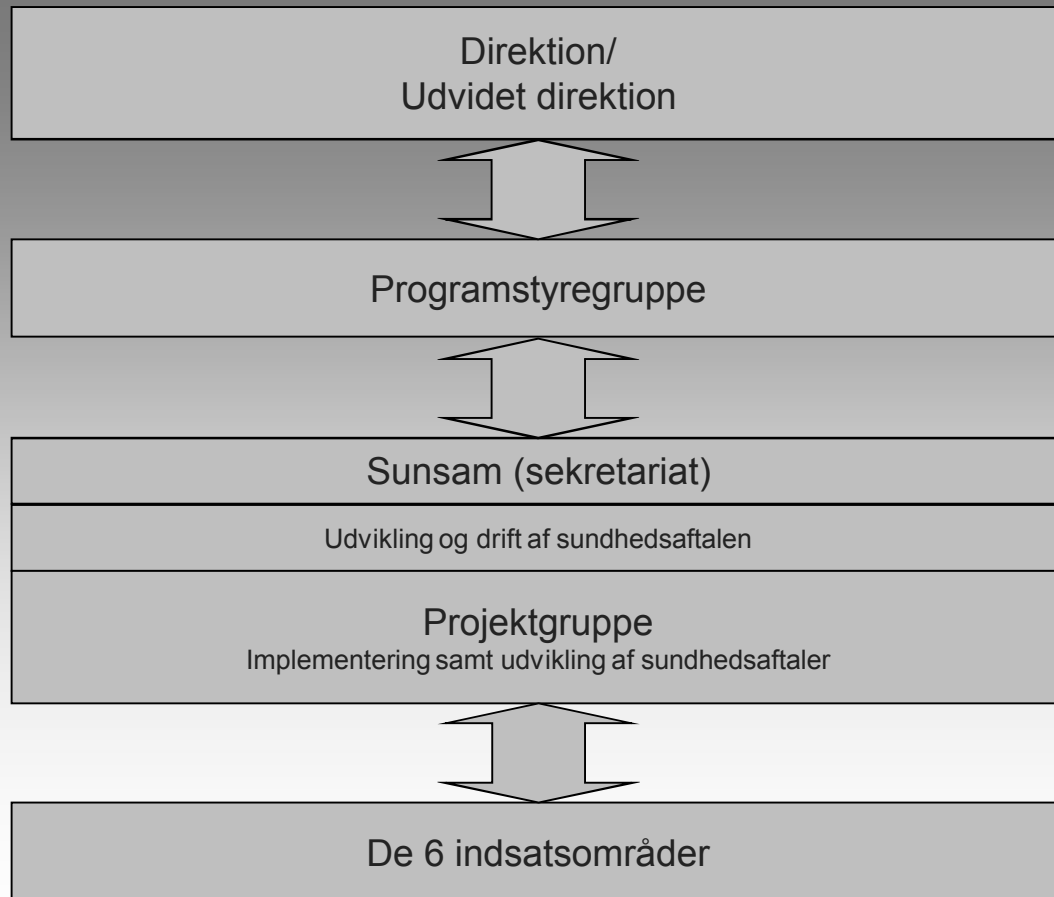 Direktion/
Udvidet direktion
Programstyregruppe
Sunsam (sekretariat)
Udvikling og drift af sundhedsaftalen
Projektgruppe
Implementering samt udvikling af sundhedsaftaler
De 6 indsatsområder